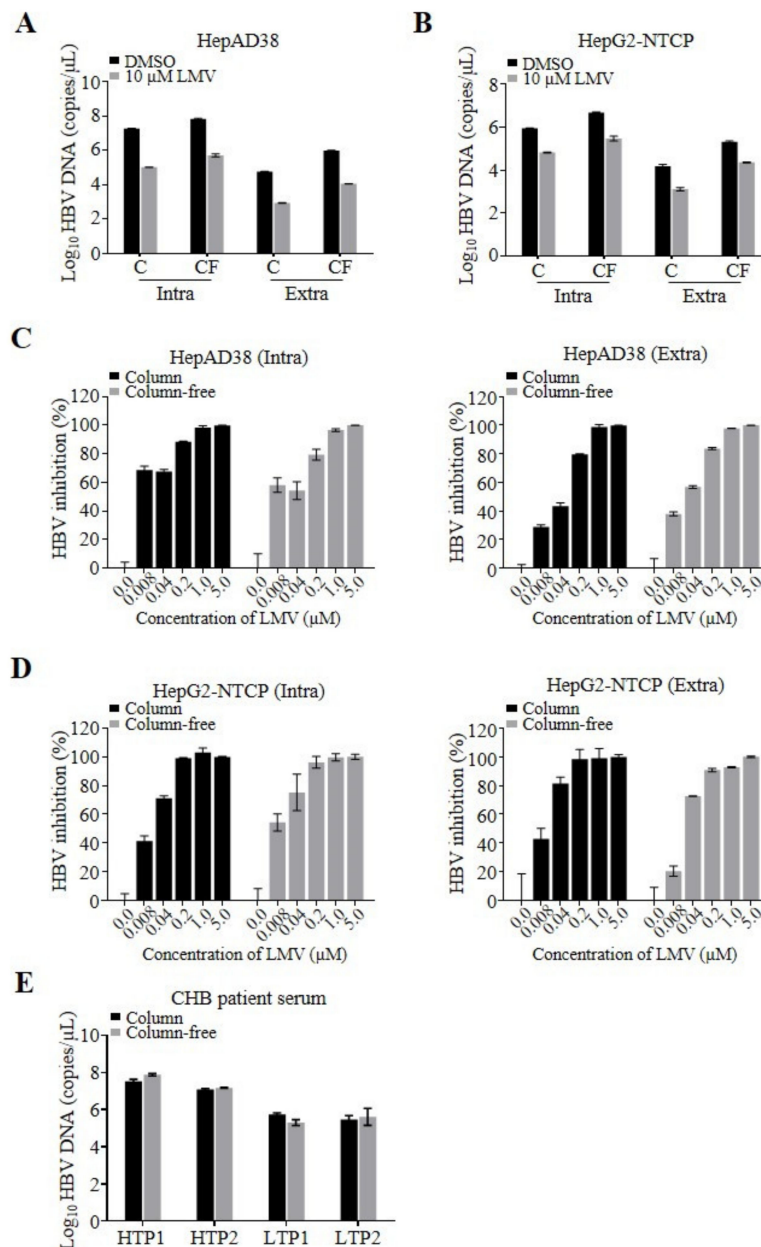 A
HepAD38
DMSO
10 µM LMV
Log10 HBV DNA (copies/µL)
10
8
6
4
2
0
C CF C CF
Intra Extra
B
HepG2-NTCP
DMSO
10 µM LMV
Log10 HBV DNA (copies/µL)
8
6
4
2
0
C CF C CF
Intra Extra
C
HepAD38 (Intra)
Column
Column-free
HBV inhibition (%)
120
100
80
60
40
20
0
0.0 0.008 0.04 0.2 1.0 5.0 0.0 0.008 0.04 0.2 1.0 5.0
Concentration of LMV (µM)
HepAD38 (Extra)
Column
Column-free
HBV inhibition (%)
120
100
80
60
40
20
0
0.0 0.008 0.04 0.2 1.0 5.0 0.0 0.008 0.04 0.2 1.0 5.0
Concentration of LMV (µM)
D
HepG2-NTCP (Intra)
Column
Column-free
HBV inhibition (%)
120
100
80
60
40
20
0
0.0 0.008 0.04 0.2 1.0 5.0 0.0 0.008 0.04 0.2 1.0 5.0
Concentration of LMV (µM)
HepG2-NTCP (Extra)
Column
Column-free
HBV inhibition (%)
120
100
80
60
40
20
0
0.0 0.008 0.04 0.2 1.0 5.0 0.0 0.008 0.04 0.2 1.0 5.0
Concentration of LMV (µM)
E
CHB patient serum
Column
Column-free
Log10 HBV DNA (copies/µL)
10
8
6
4
2
0
HTP1 HTP2 LTP1 LTP2